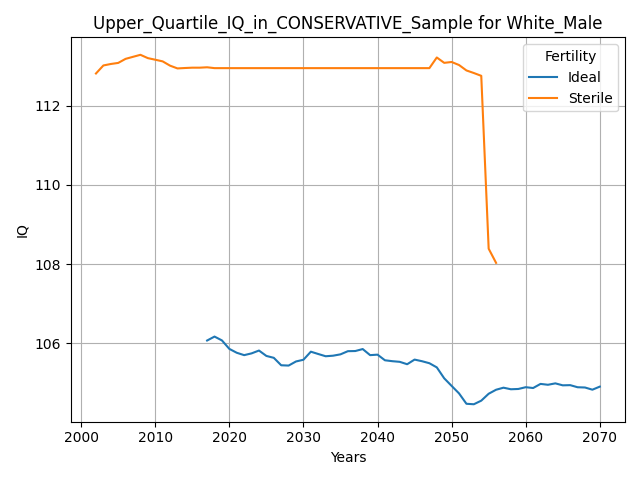 Upper_Quartile_IQ_in_CONSERVATIVE_Sample for White_Male
Fertility
Ideal
Sterile
IQ
112
110
108
106
2000 2010 2020 2030 2040 2050 2060 2070
Years